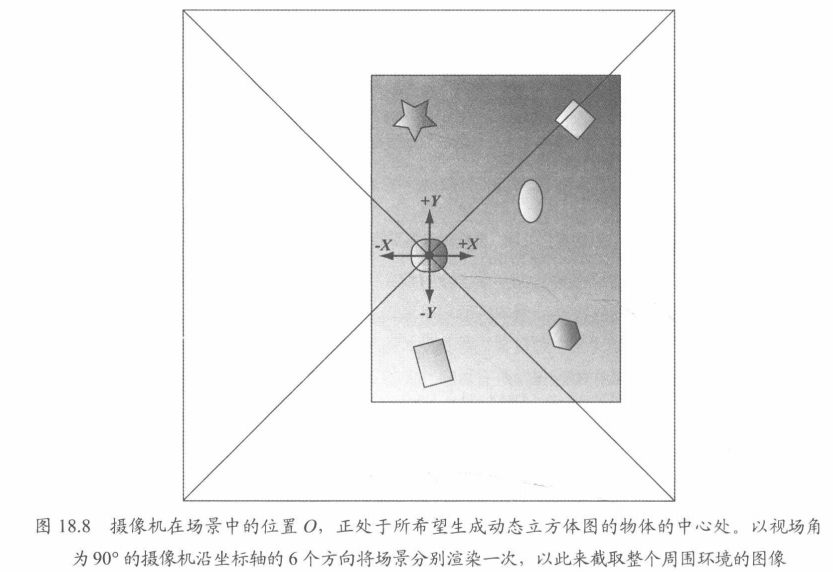 +Y
-X
+X
-Y
图 18.8 摄像机在场景中的位置 O，正处于所希望生成动态立方体图的物体的中心处。以视场角
为 90° 的摄像机沿坐标轴的 6 个方向将场景分别渲染一次，以此来截取整个周围环境的图像